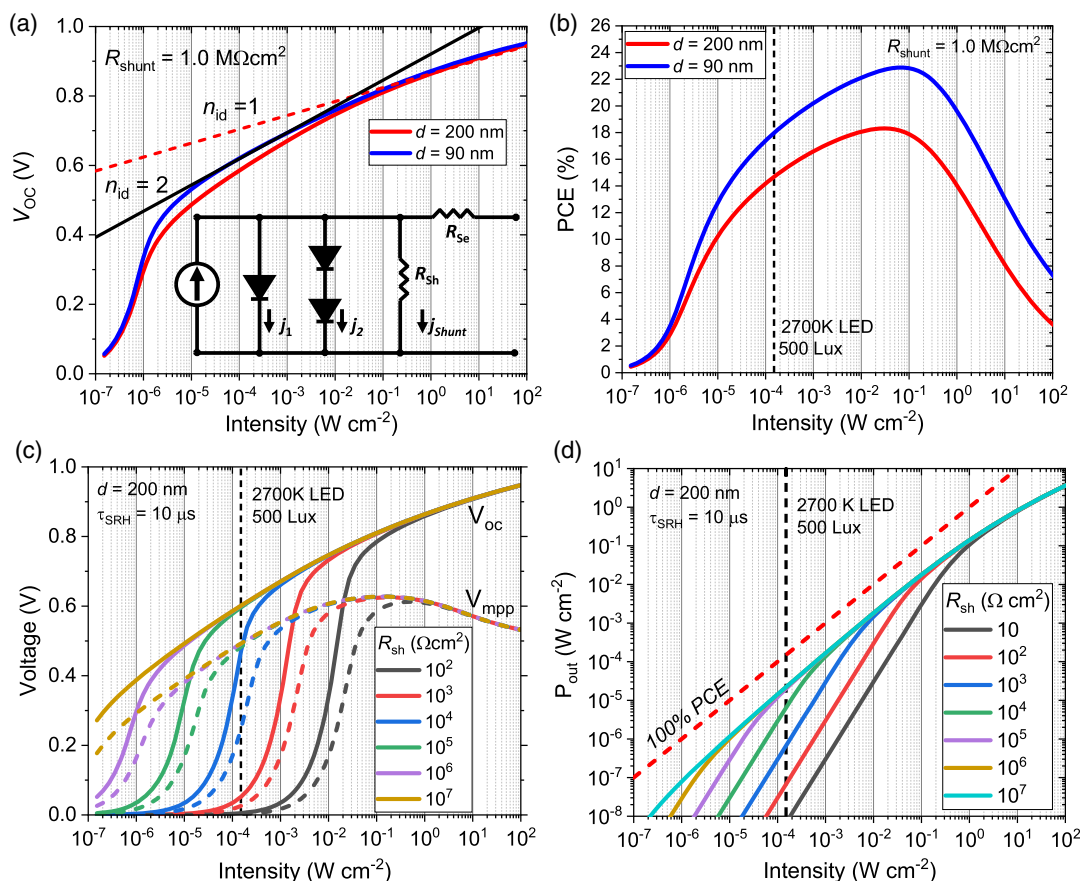 (a)
R_shunt = 1.0 MΩcm²
n_id = 1
n_id = 2
d = 200 nm
d = 90 nm
R_Se
R_Sh
j_1
j_2
j_Shunt
V_OC (V)
1.0
0.8
0.6
0.4
0.2
0.0
10⁻⁷ 10⁻⁶ 10⁻⁵ 10⁻⁴ 10⁻³ 10⁻² 10⁻¹ 10⁰ 10¹ 10²
Intensity (W cm⁻²)
(b)
d = 200 nm
d = 90 nm
R_shunt = 1.0 MΩcm²
2700K LED
500 Lux
PCE (%)
26
24
22
20
18
16
14
12
10
8
6
4
2
0
10⁻⁷ 10⁻⁶ 10⁻⁵ 10⁻⁴ 10⁻³ 10⁻² 10⁻¹ 10⁰ 10¹ 10²
Intensity (W cm⁻²)
(c)
d = 200 nm
τ_SRH = 10 μs
2700K LED
500 Lux
V_oc
V_mpp
R_sh (Ωcm²)
10²
10³
10⁴
10⁵
10⁶
10⁷
Voltage (V)
1.0
0.8
0.6
0.4
0.2
0.0
10⁻⁷ 10⁻⁶ 10⁻⁵ 10⁻⁴ 10⁻³ 10⁻² 10⁻¹ 10⁰ 10¹ 10²
Intensity (W cm⁻²)
(d)
d = 200 nm
τ_SRH = 10 μs
2700 K LED
500 Lux
100% PCE
R_sh (Ω cm²)
10
10²
10³
10⁴
10⁵
10⁶
10⁷
P_out (W cm⁻²)
10¹
10⁰
10⁻¹
10⁻²
10⁻³
10⁻⁴
10⁻⁵
10⁻⁶
10⁻⁷
10⁻⁸
10⁻⁷ 10⁻⁶ 10⁻⁵ 10⁻⁴ 10⁻³ 10⁻² 10⁻¹ 10⁰ 10¹ 10²
Intensity (W cm⁻²)